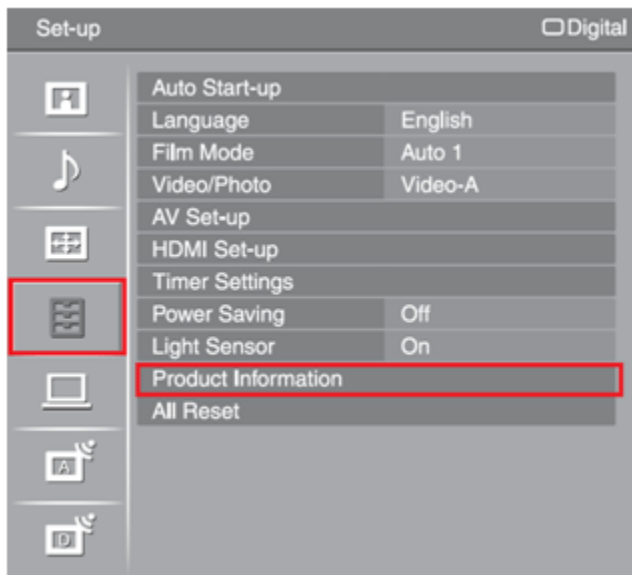 Set-up Digital
Auto Start-up
Language English
Film Mode Auto 1
Video/Photo Video-A
AV Set-up
HDMI Set-up
Timer Settings
Power Saving Off
Light Sensor On
Product Information
All Reset
A
D